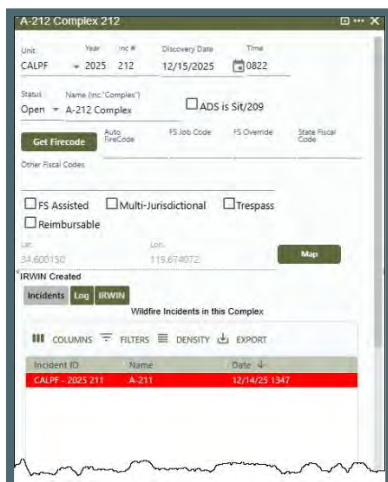 A-212 Complex 212
Unit Year Inc # Discovery Date Time
CALPF 2025 212 12/15/2025 0822
Status Name (Inc."Complex")
Open A-212 Complex ADS is Sit/209
Get Firecode Auto FireCode FS Job Code FS Override State Fiscal Code
Other Fiscal Codes
FS Assisted Multi-Jurisdictional Trespass
Reimbursable
Lat: Lon:
34.600150 119.674072 Map
IRWIN Created
Incidents Log IRWIN
Wildfire Incidents in this Complex
COLUMNS FILTERS DENSITY EXPORT
Incident ID Name Date ↓
CALPF - 2025 211 A-211 12/14/25 1347